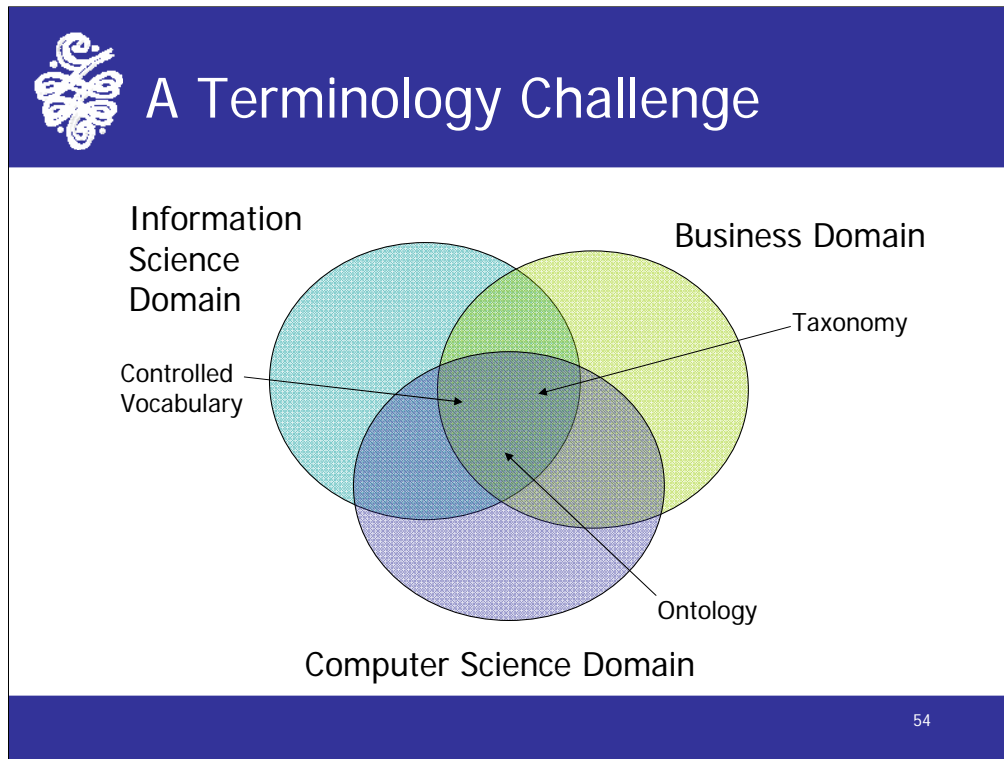 A Terminology Challenge
Information
Science
Domain
Business Domain
Taxonomy
Controlled
Vocabulary
Ontology
Computer Science Domain
54